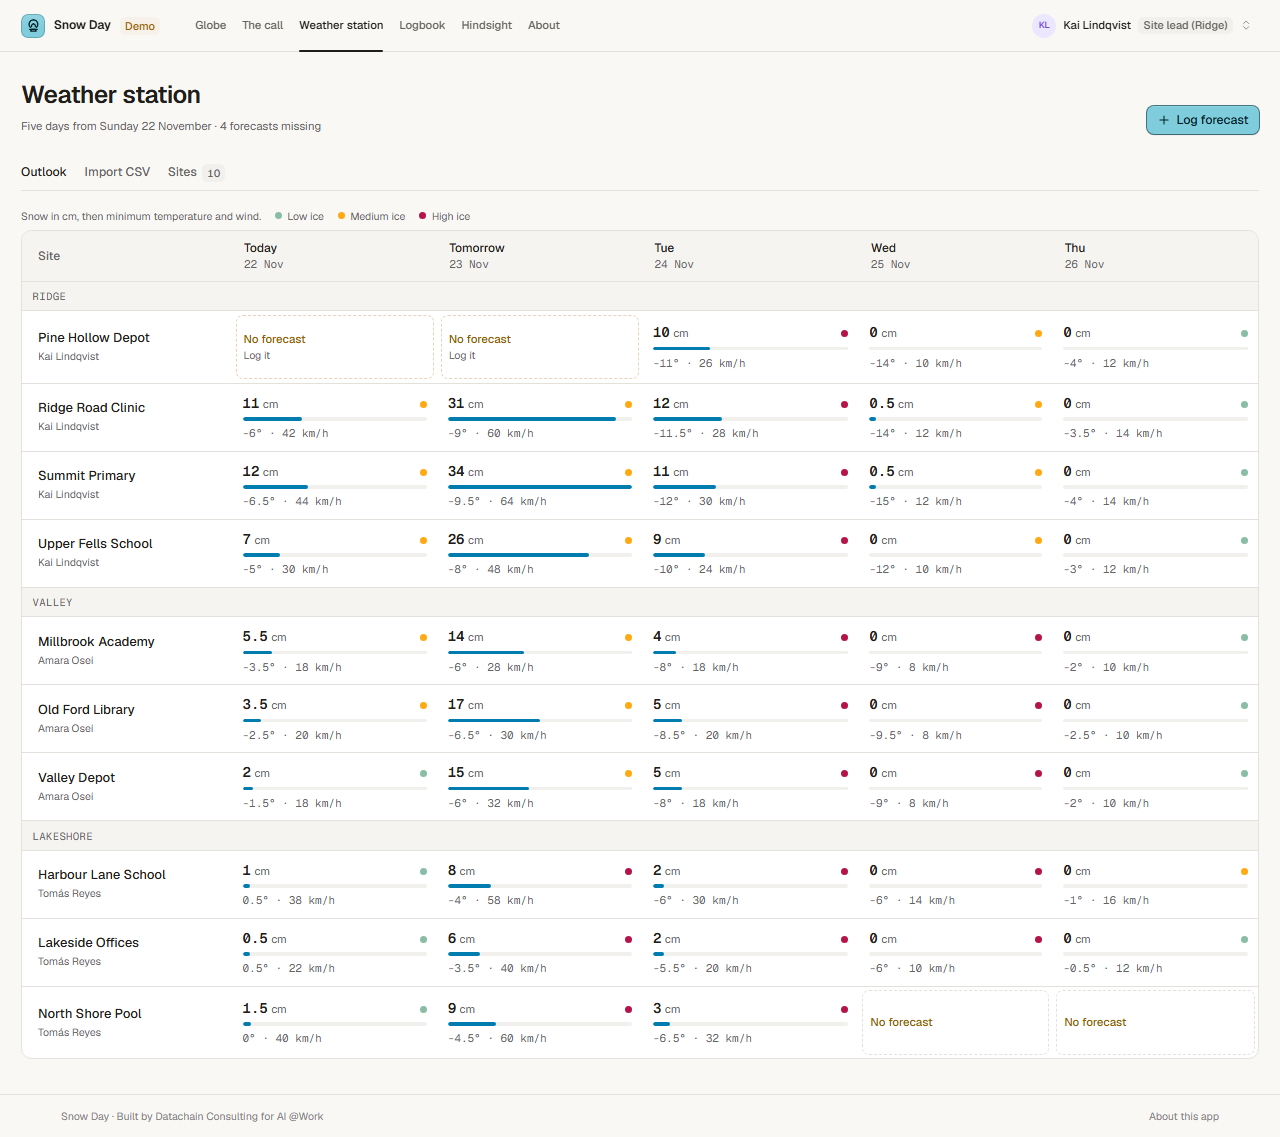 Snow Day Demo Globe The call Weather station Logbook Hindsight About KL Kai Lindqvist Site lead (Ridge)
Weather station
Five days from Sunday 22 November · 4 forecasts missing
+ Log forecast
Outlook Import CSV Sites 10
Snow in cm, then minimum temperature and wind. Low ice Medium ice High ice
Site Today Tomorrow Tue Wed Thu
22 Nov 23 Nov 24 Nov 25 Nov 26 Nov
RIDGE
Pine Hollow Depot No forecast No forecast 10 cm 0 cm 0 cm
Kai Lindqvist Log it Log it -11° · 26 km/h -14° · 10 km/h -4° · 12 km/h
Ridge Road Clinic 11 cm 31 cm 12 cm 0.5 cm 0 cm
Kai Lindqvist -6° · 42 km/h -9° · 60 km/h -11.5° · 28 km/h -14° · 12 km/h -3.5° · 14 km/h
Summit Primary 12 cm 34 cm 11 cm 0.5 cm 0 cm
Kai Lindqvist -6.5° · 44 km/h -9.5° · 64 km/h -12° · 30 km/h -15° · 12 km/h -4° · 14 km/h
Upper Fells School 7 cm 26 cm 9 cm 0 cm 0 cm
Kai Lindqvist -5° · 30 km/h -8° · 48 km/h -10° · 24 km/h -12° · 10 km/h -3° · 12 km/h
VALLEY
Millbrook Academy 5.5 cm 14 cm 4 cm 0 cm 0 cm
Amara Osei -3.5° · 18 km/h -6° · 28 km/h -8° · 18 km/h -9° · 8 km/h -2° · 10 km/h
Old Ford Library 3.5 cm 17 cm 5 cm 0 cm 0 cm
Amara Osei -2.5° · 20 km/h -6.5° · 30 km/h -8.5° · 20 km/h -9.5° · 8 km/h -2.5° · 10 km/h
Valley Depot 2 cm 15 cm 5 cm 0 cm 0 cm
Amara Osei -1.5° · 18 km/h -6° · 32 km/h -8° · 18 km/h -9° · 8 km/h -2° · 10 km/h
LAKESHORE
Harbour Lane School 1 cm 8 cm 2 cm 0 cm 0 cm
Tomás Reyes 0.5° · 38 km/h -4° · 58 km/h -6° · 30 km/h -6° · 14 km/h -1° · 16 km/h
Lakeside Offices 0.5 cm 6 cm 2 cm 0 cm 0 cm
Tomás Reyes 0.5° · 22 km/h -3.5° · 40 km/h -5.5° · 20 km/h -6° · 10 km/h -0.5° · 12 km/h
North Shore Pool 1.5 cm 9 cm 3 cm No forecast No forecast
Tomás Reyes 0° · 40 km/h -4.5° · 60 km/h -6.5° · 32 km/h
Snow Day · Built by Datachain Consulting for AI @Work About this app